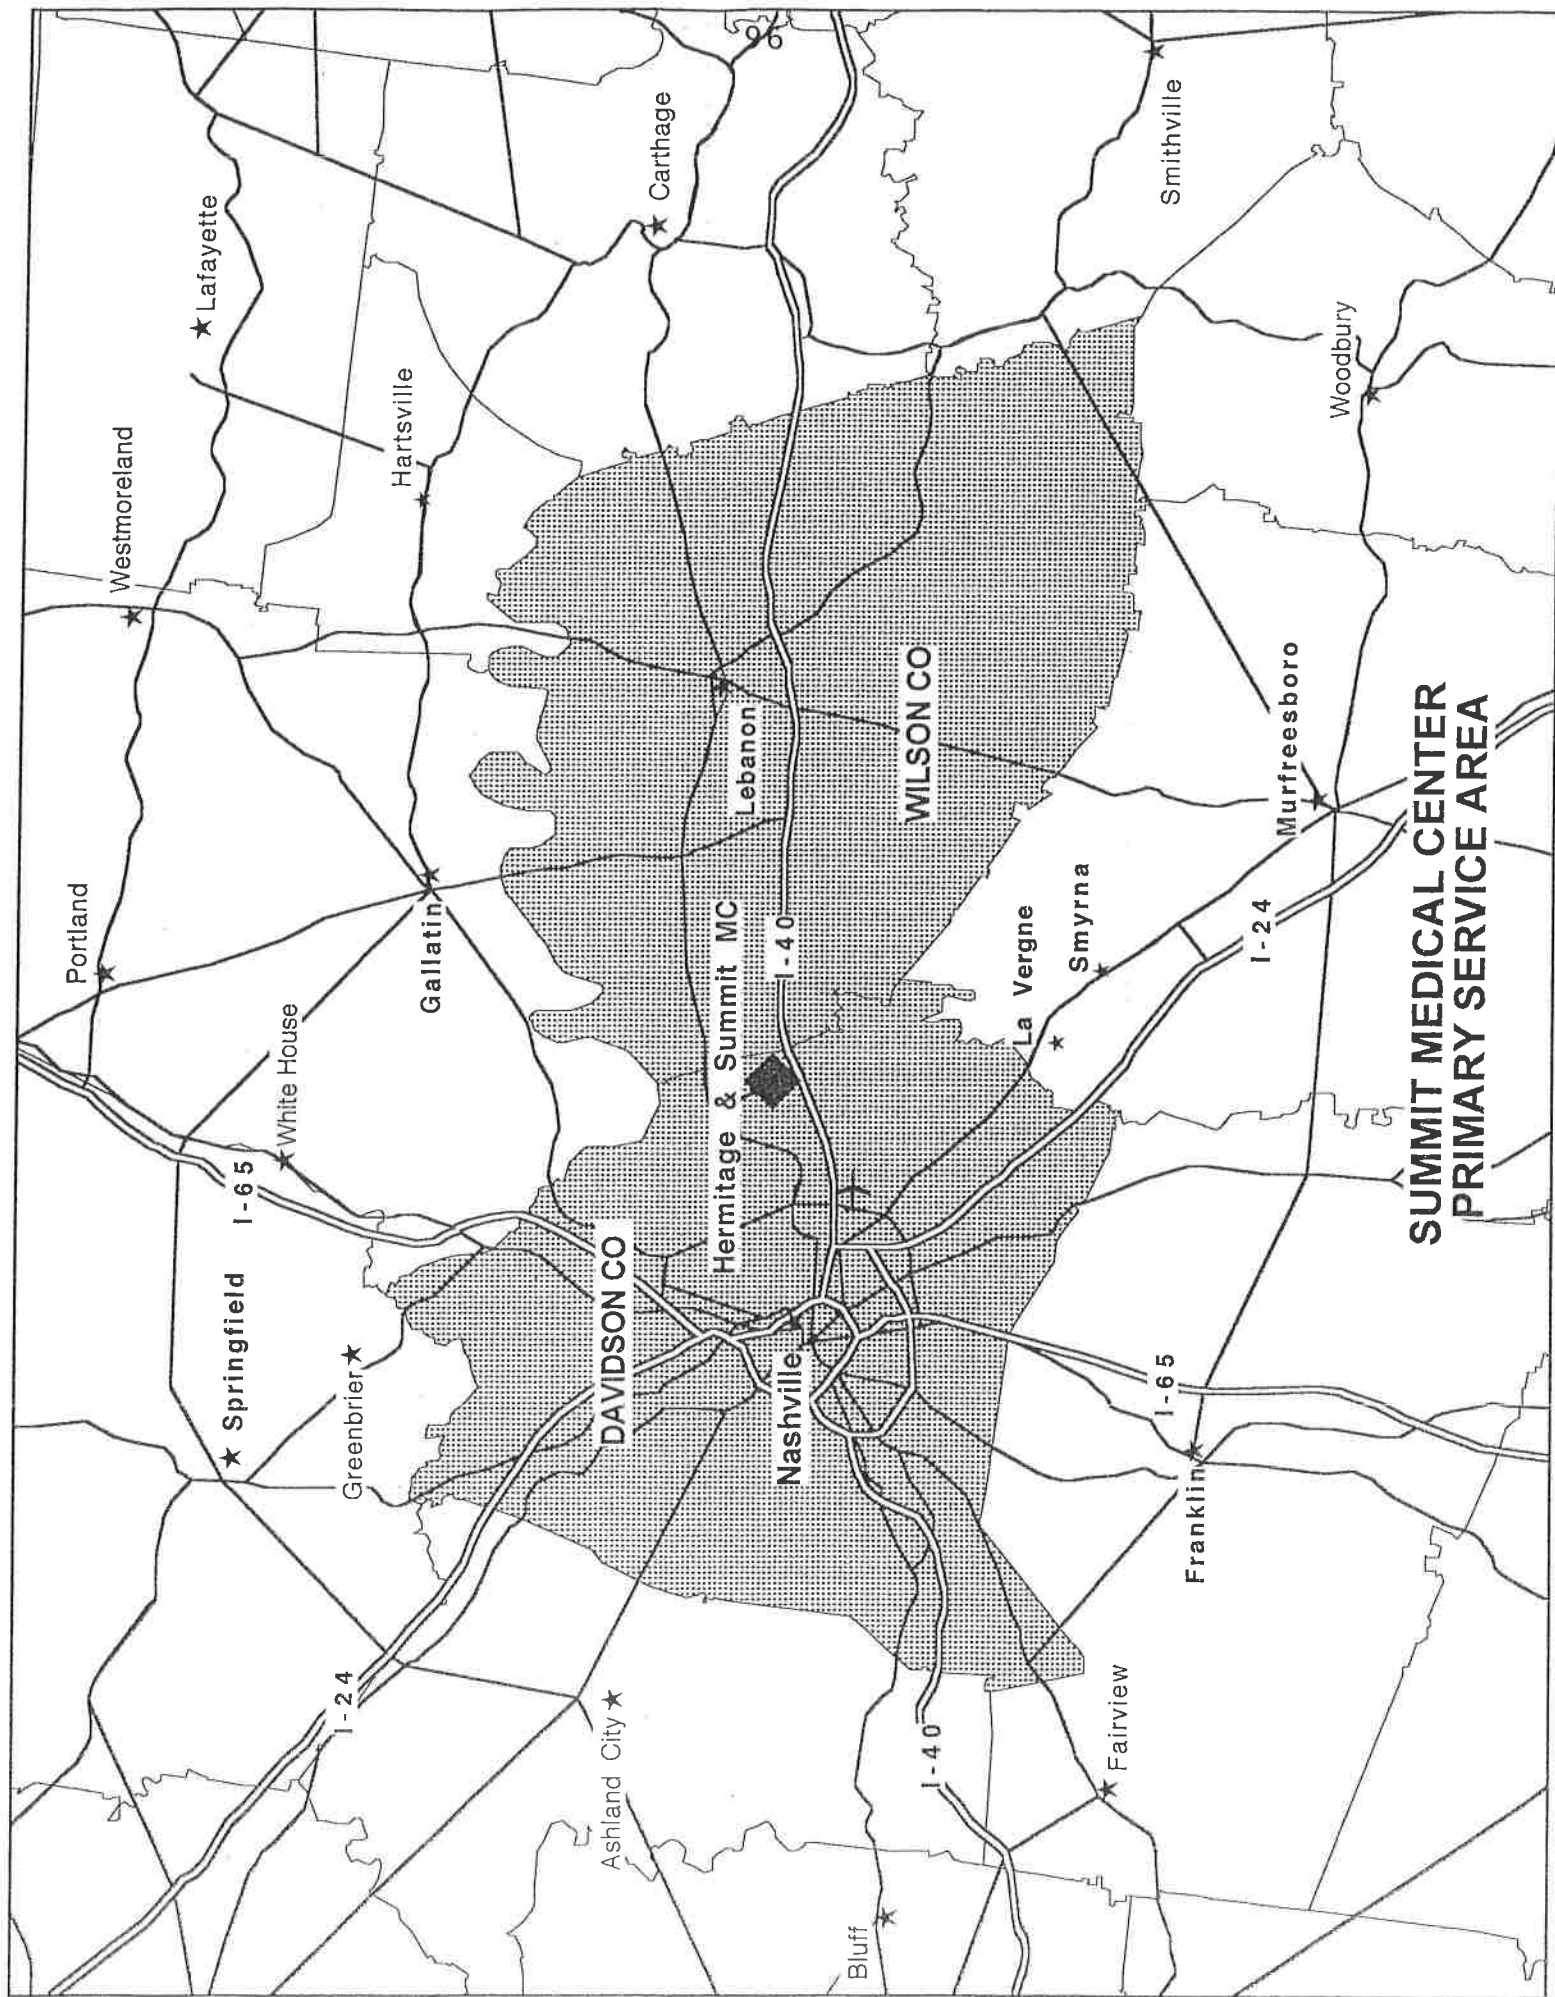 Portland
Westmoreland
Lafayette
White House
I-65
Springfield
Greenbrier
Gallatin
Hartsville
Carthage
96
I-24
Ashland City
DAVIDSON CO
Hermitage & Summit MC
Lebanon
Nashville
I-40
WILSON CO
Bluff
I-40
La Vergne
Smyrna
Smithville
Fairview
Franklin
I-65
I-24
Murfreesboro
Woodbury
SUMMIT MEDICAL CENTER
PRIMARY SERVICE AREA